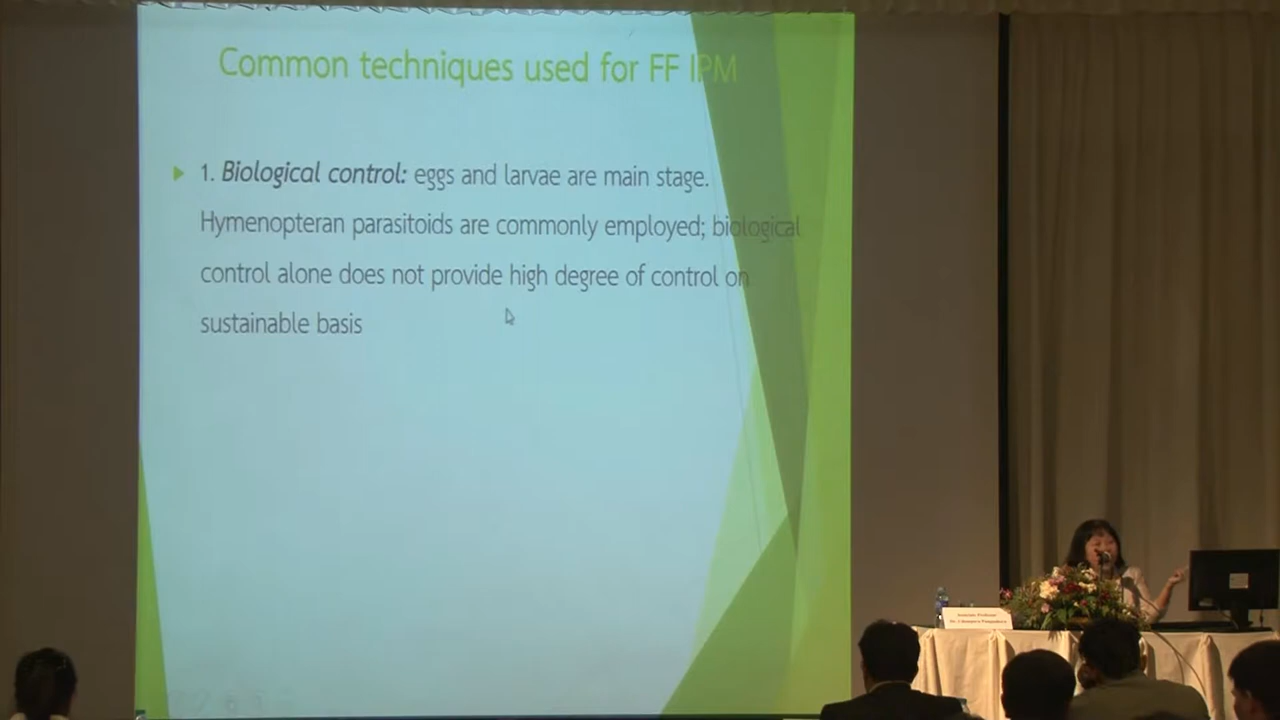 Common techniques used for FF IPM
1. Biological control: eggs and larvae are main stage.
Hymenopteran parasitoids are commonly employed; biological
control alone does not provide high degree of control on
sustainable basis